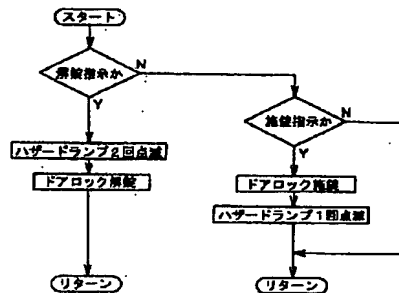 スタート
解錠指示か
N
Y
施錠指示か
N
Y
ハザードランプ2回点滅
ドアロック解錠
ドアロック施錠
ハザードランプ1回点滅
リターン
リターン